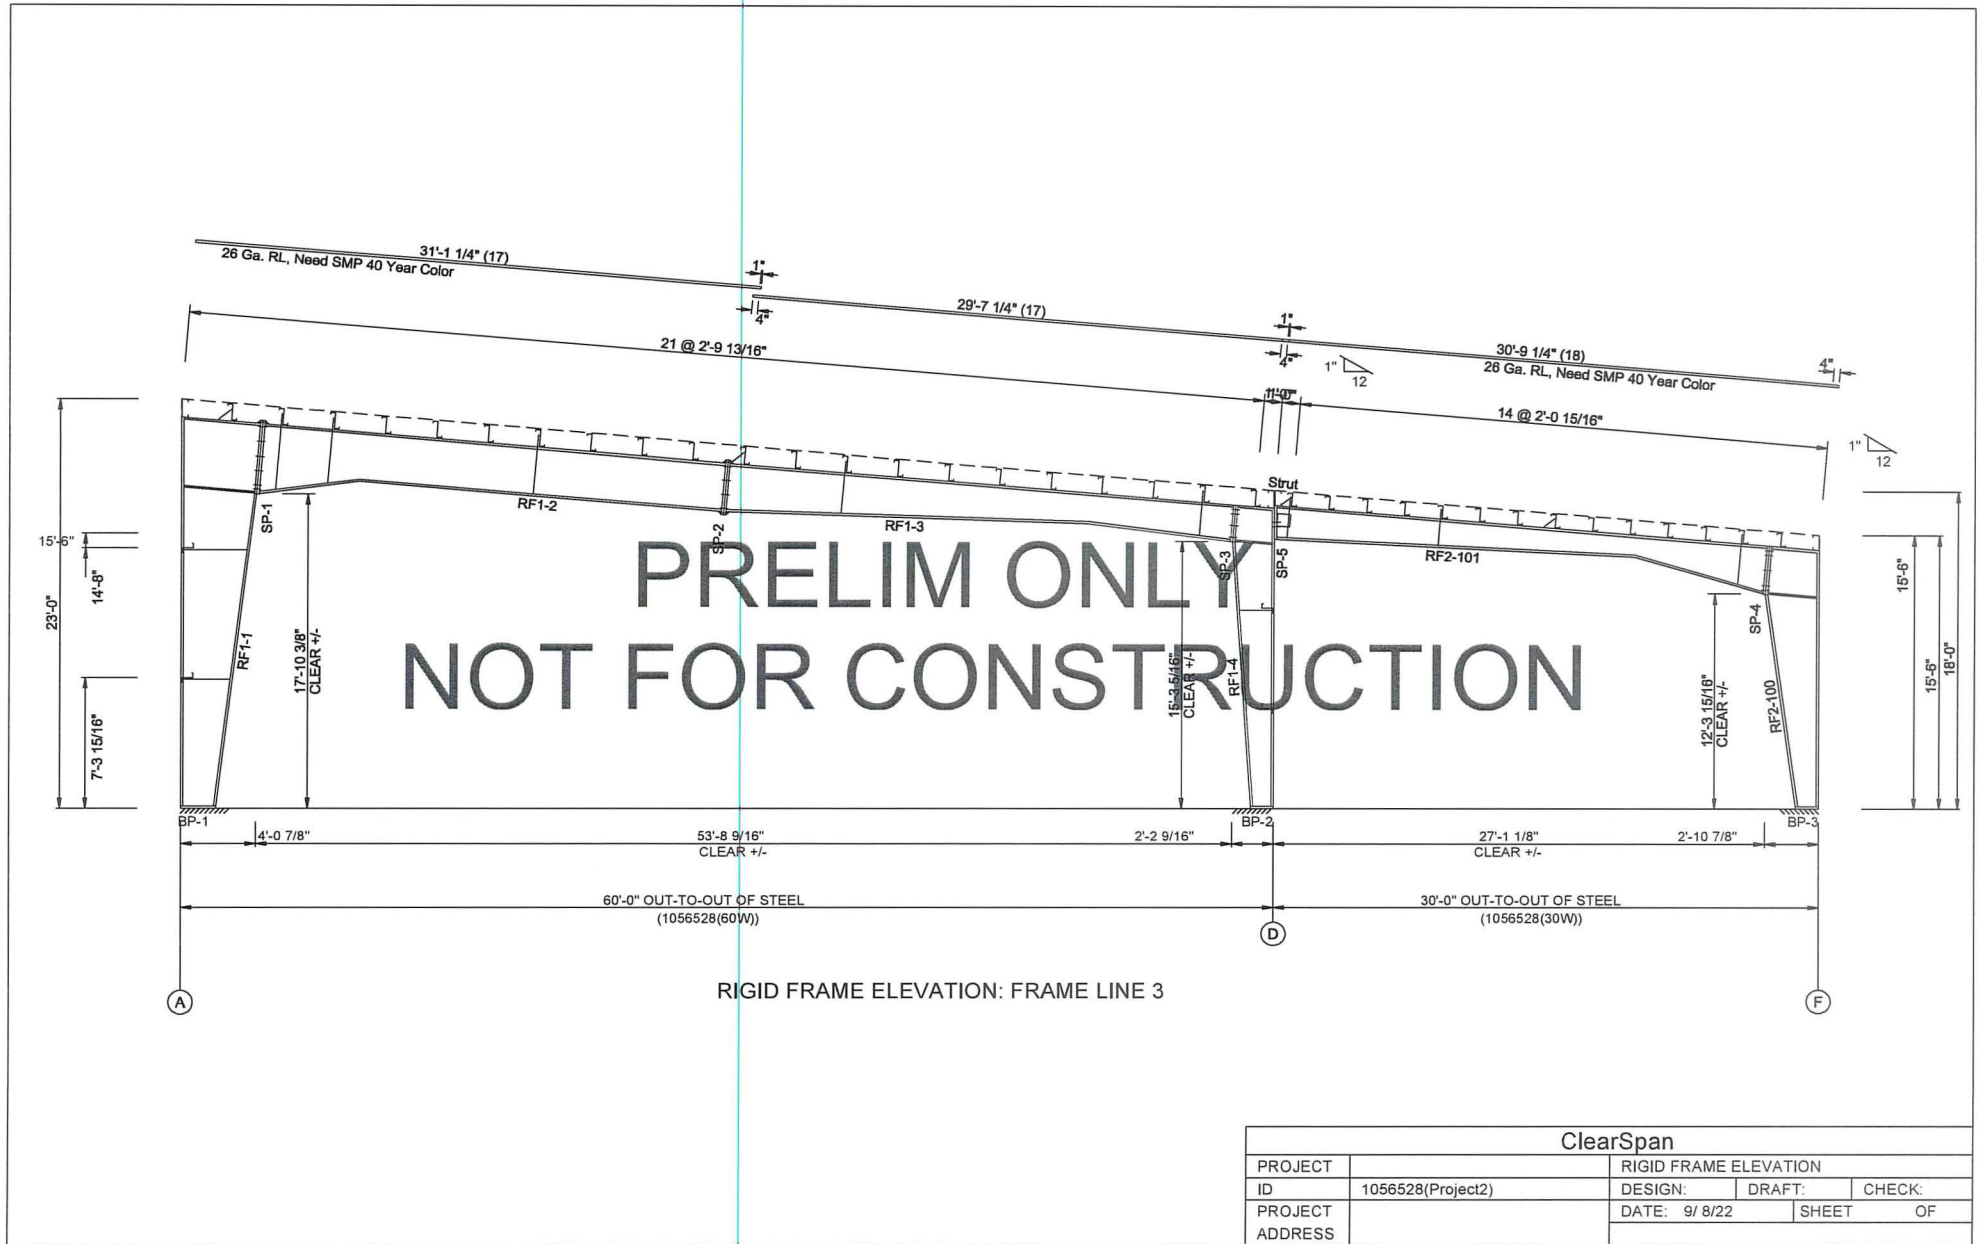 31'-1 1/4" (17)
26 Ga. RL, Need SMP 40 Year Color
1"
4"
29'-7 1/4" (17)
1"
4"
30'-9 1/4" (18)
26 Ga. RL, Need SMP 40 Year Color
4"
1"
12
21 @ 2'-9 13/16"
14 @ 2'-0 15/16"
1"
12
Strut
SP-1
RF1-2
SP-2
RF1-3
SP-3
SP-5
RF2-101
SP-4
15'-6"
14'-8"
23'-0"
7'-3 15/16"
RF1-1
17'-10 3/8"
CLEAR +/-
PRELIM ONLY
NOT FOR CONSTRUCTION
15'-3 5/16"
CLEAR +/-
RF1-4
12'-3 15/16"
CLEAR +/-
RF2-100
15'-6"
15'-6"
18'-0"
BP-1
BP-2
BP-3
4'-0 7/8"
53'-8 9/16"
CLEAR +/-
2'-2 9/16"
27'-1 1/8"
CLEAR +/-
2'-10 7/8"
60'-0" OUT-TO-OUT OF STEEL
(1056528(60W))
30'-0" OUT-TO-OUT OF STEEL
(1056528(30W))
A
D
F
RIGID FRAME ELEVATION: FRAME LINE 3
ClearSpan
PROJECT
RIGID FRAME ELEVATION
ID 1056528(Project2)
DESIGN: DRAFT: CHECK:
PROJECT
ADDRESS
DATE: 9/ 8/22 SHEET OF